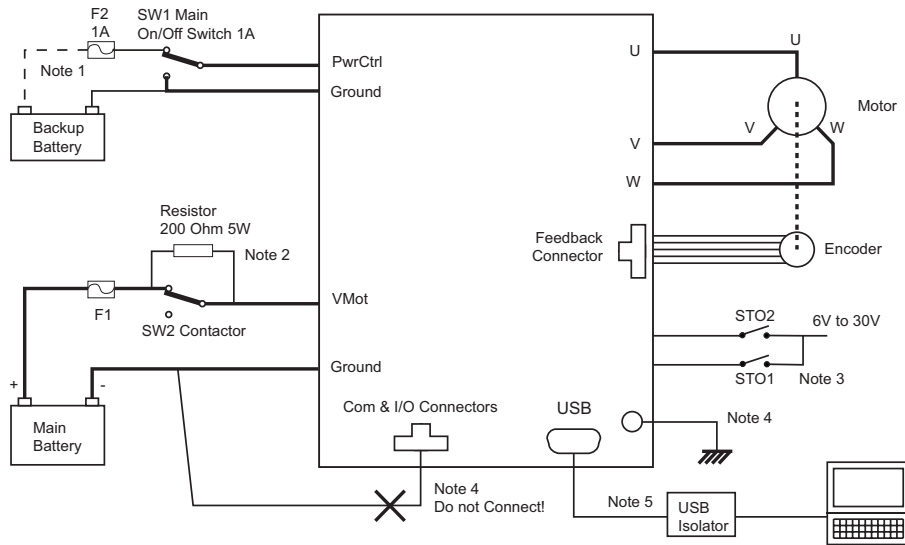 F2
1A
SW1 Main
On/Off Switch 1A
Note 1
Backup
Battery
PwrCtrl
Ground
U
U
Motor
V
V
W
W
Resistor
200 Ohm 5W
Note 2
Feedback
Connector
Encoder
F1
SW2 Contactor
VMot
STO2
6V to 30V
STO1
Note 3
Ground
+
-
Main
Battery
Com & I/O Connectors
USB
Note 4
Note 4
Do not Connect!
Note 5
USB
Isolator